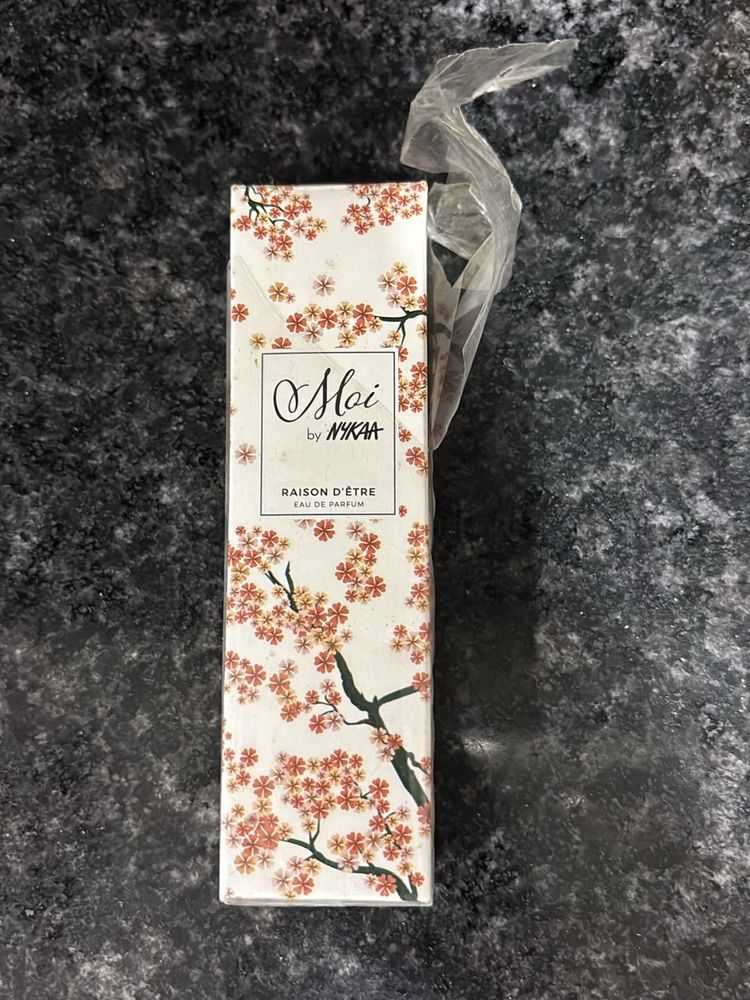 Moi
by NYKAA
RAISON D'ÊTRE
EAU DE PARFUM